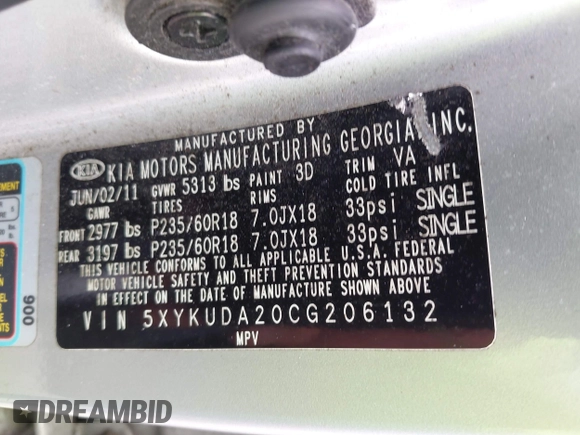 MANUFACTURED BY
KIA KIA MOTORS MANUFACTURING GEORGIA, INC.
JUN/02/11 GVWR 5313 lbs PAINT 3D TRIM VA
GAWR TIRES RIMS COLD TIRE INFL
FRONT 2977 lbs P235/60R18 7.0JX18 33psi SINGLE
REAR 3197 lbs P235/60R18 7.0JX18 33psi SINGLE
THIS VEHICLE CONFORMS TO ALL APPLICABLE U.S.A. FEDERAL
MOTOR VEHICLE SAFETY AND THEFT PREVENTION STANDARDS
IN EFFECT ON THE DATE OF MANUFACTURE SHOWN ABOVE
VIN 5XYKUDA20CG206132
MPV
006
DREAMBID